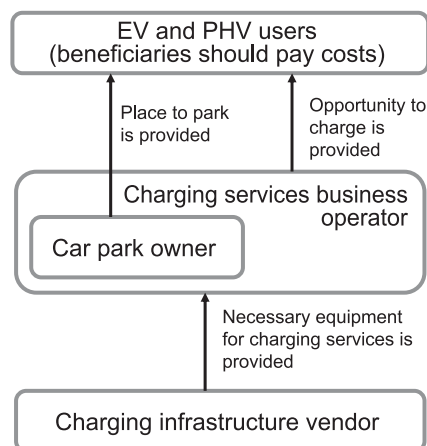 EV and PHV users
(beneficiaries should pay costs)
Place to park
is provided
Opportunity to
charge is
provided
Charging services business
operator
Car park owner
Necessary equipment
for charging services is
provided
Charging infrastructure vendor